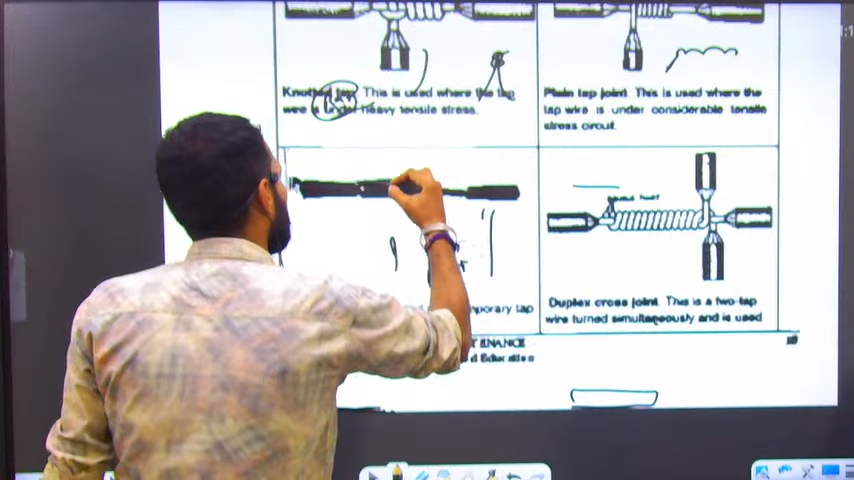 Knotted tap. This is used where the tap
wire is under heavy tensile stress.
Plain tap joint. This is used where the
tap wire is under considerable tensile
stress circuit.
porary tap
Duplex cross joint. This is a two-tap
wire turned simultaneously and is used
TENANCE
d Education